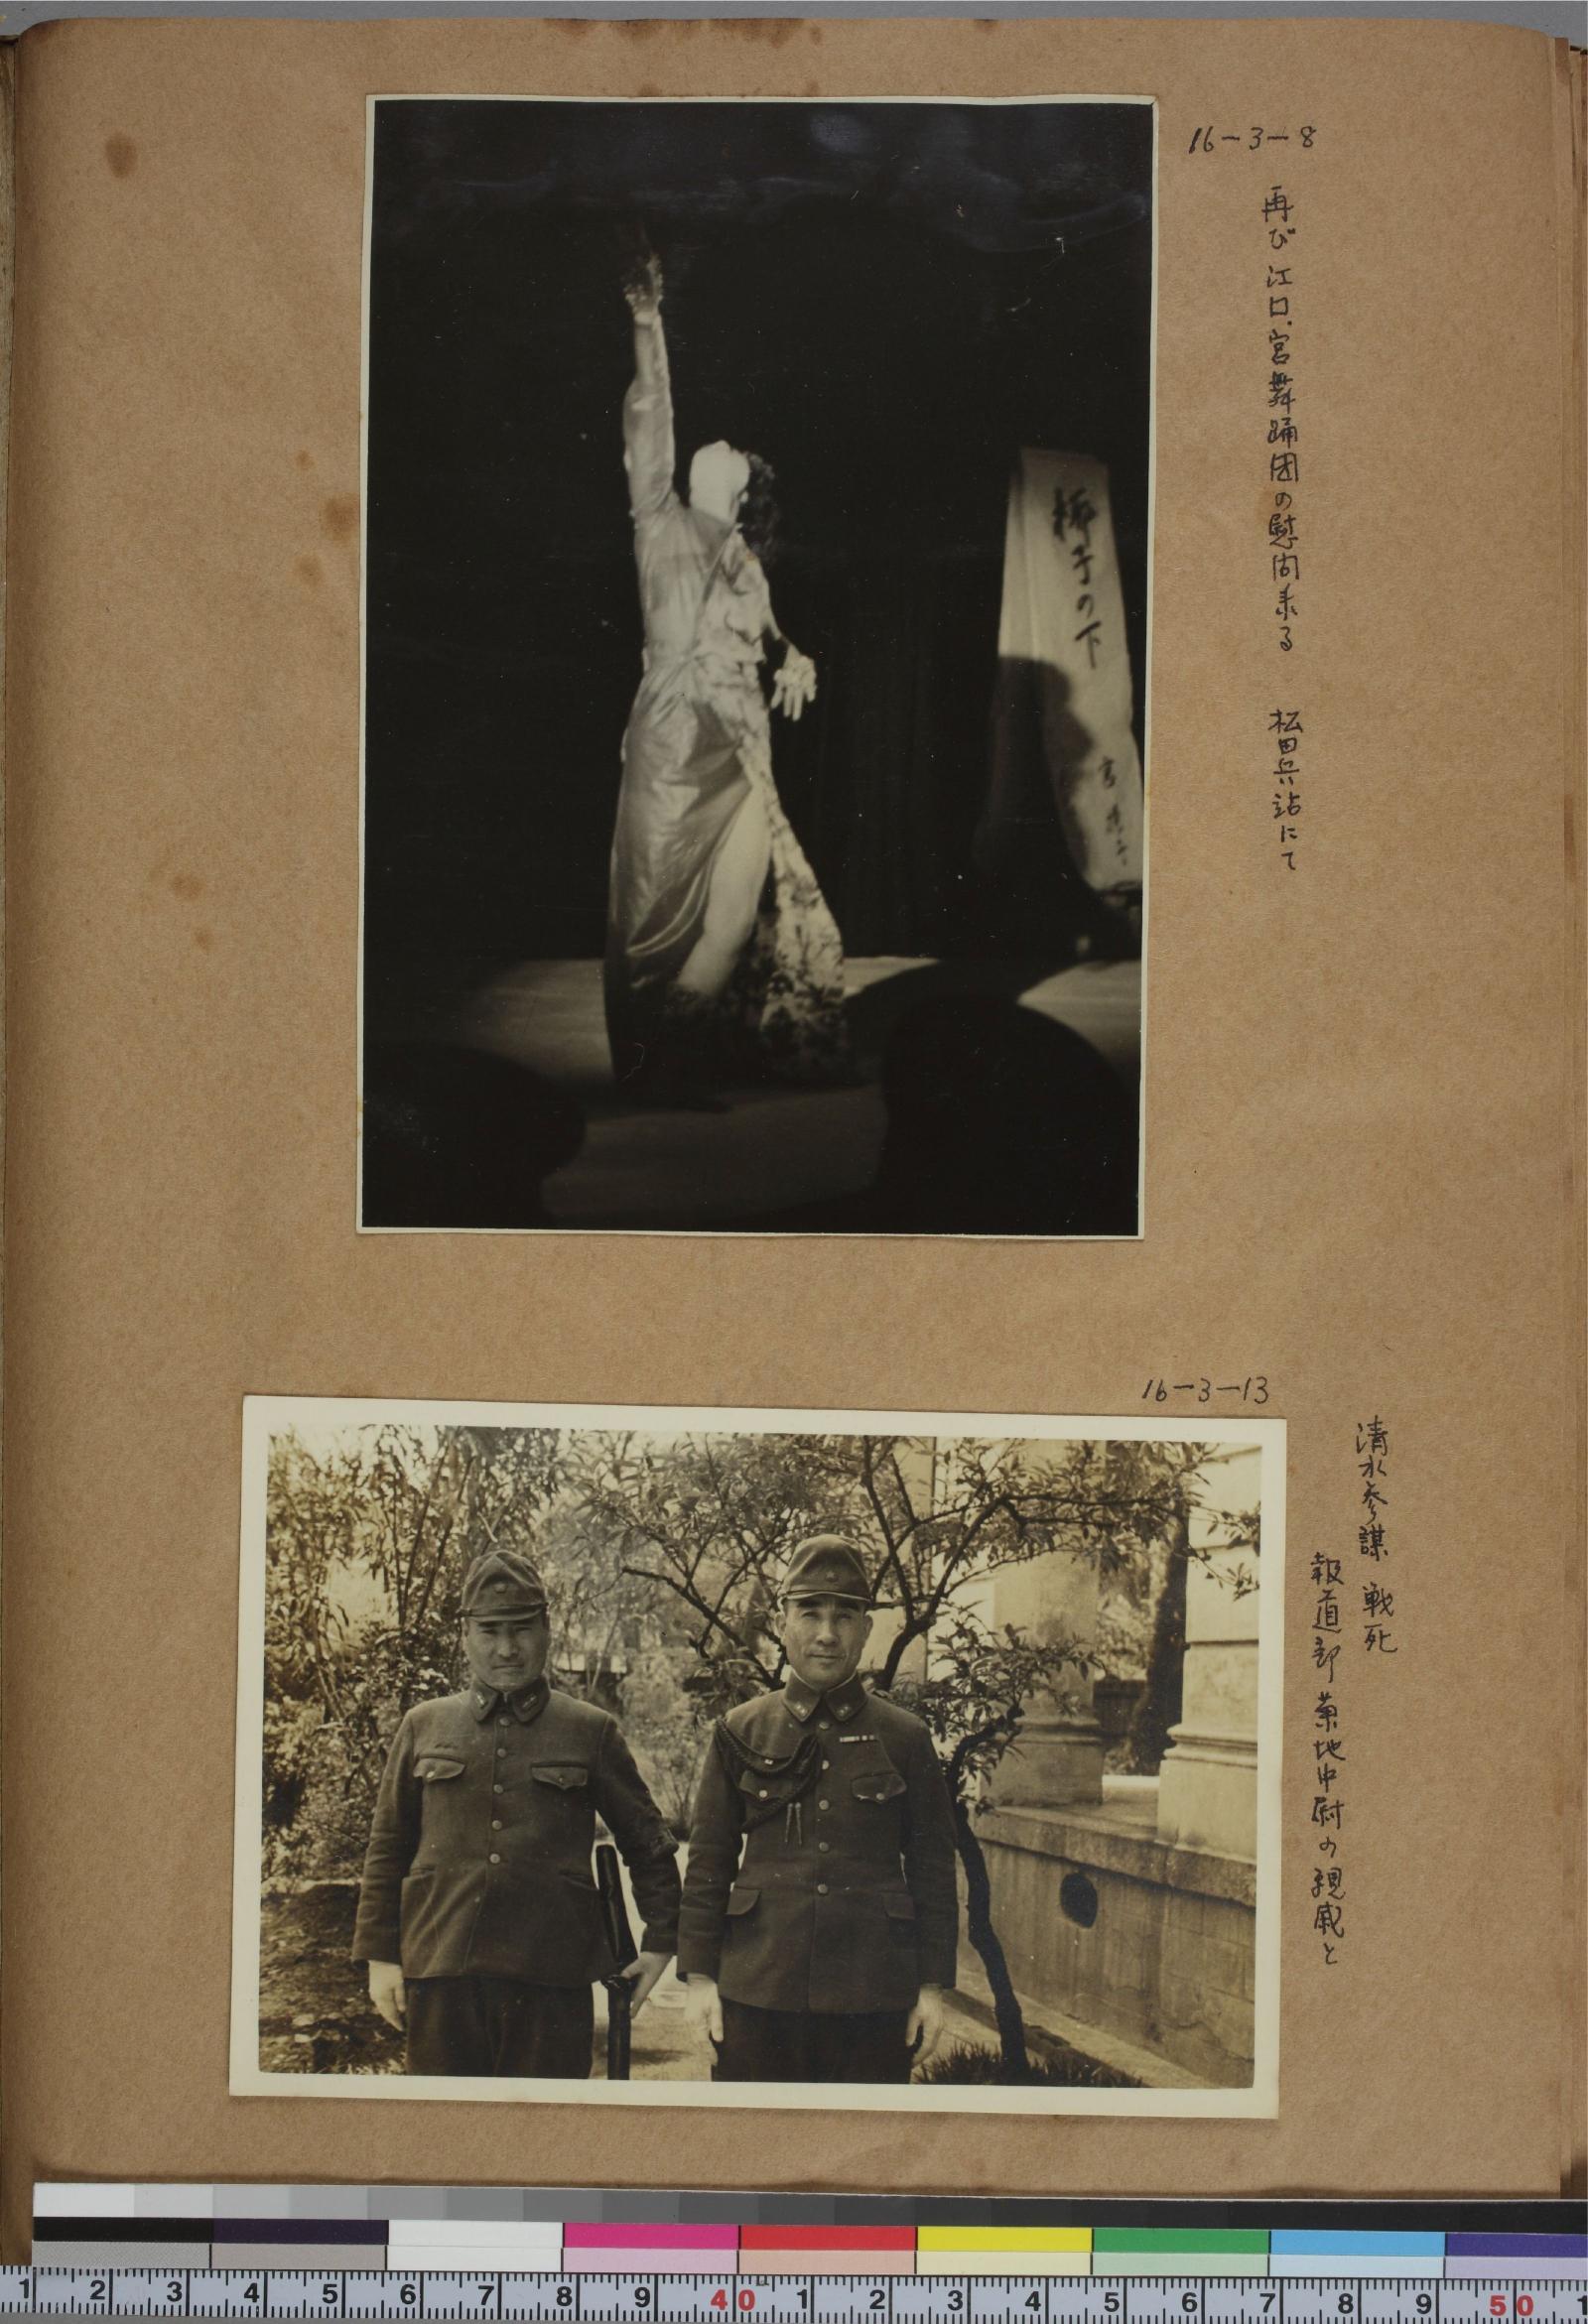 16-3-8
再び江口.宮舞踊団の慰問来る 松田兵站にて
椰子の下
宮 操子
16-3-13
清水参謀 戦死
報道部 菊地中尉の親戚と
1 2 3 4 5 6 7 8 9 40 1 2 3 4 5 6 7 8 9 50 1